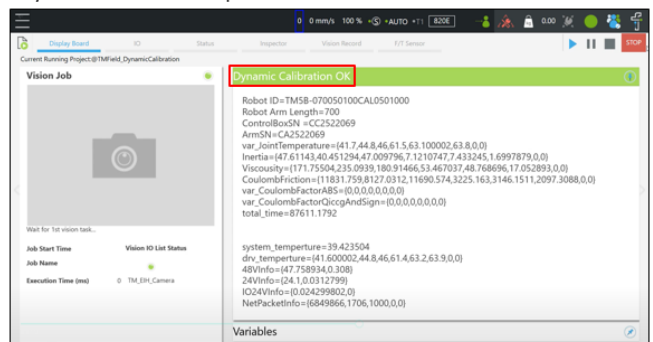 0 0 mm/s 100 % •Ⓢ •AUTO •T1 820E 0.00
Display Board IO Status Inspector Vision Record F/T Sensor STOP
Current Running Project:@TMField_DynamicCalibration
Vision Job
Dynamic Calibration OK
Robot ID=TM5B-070050100CAL0501000
Robot Arm Length=700
ControlBoxSN =CC2522069
ArmSN=CA2522069
var_JointTemperature={41.7,44.8,46,61.5,63.100002,63.8,0,0}
Inertia={47.61143,40.451294,47.009796,7.1210747,7.433245,1.6997879,0,0}
Viscousity={171.75504,235.0939,180.91466,53.467037,48.768696,17.052893,0,0}
CoulombFriction={11831.759,8127.0312,11690.574,3225.163,3146.1511,2097.3088,0,0}
var_CoulombFactorABS={0,0,0,0,0,0,0,0}
var_CoulombFactorQiccgAndSign={0,0,0,0,0,0,0,0}
total_time=87611.1792
system_temperture=39.423504
drv_temperture={41.600002,44.8,46,61.4,63.2,63.9,0,0}
48VInfo={47.758934,0.308}
24VInfo={24.1,0.0312799}
IO24VInfo={0.024299802,0}
NetPacketInfo={6849866,1706,1000,0,0}
Wait for 1st vision task...
Job Start Time Vision IO List Status
Job Name
Execution Time (ms) 0 TM_EIH_Camera
Variables